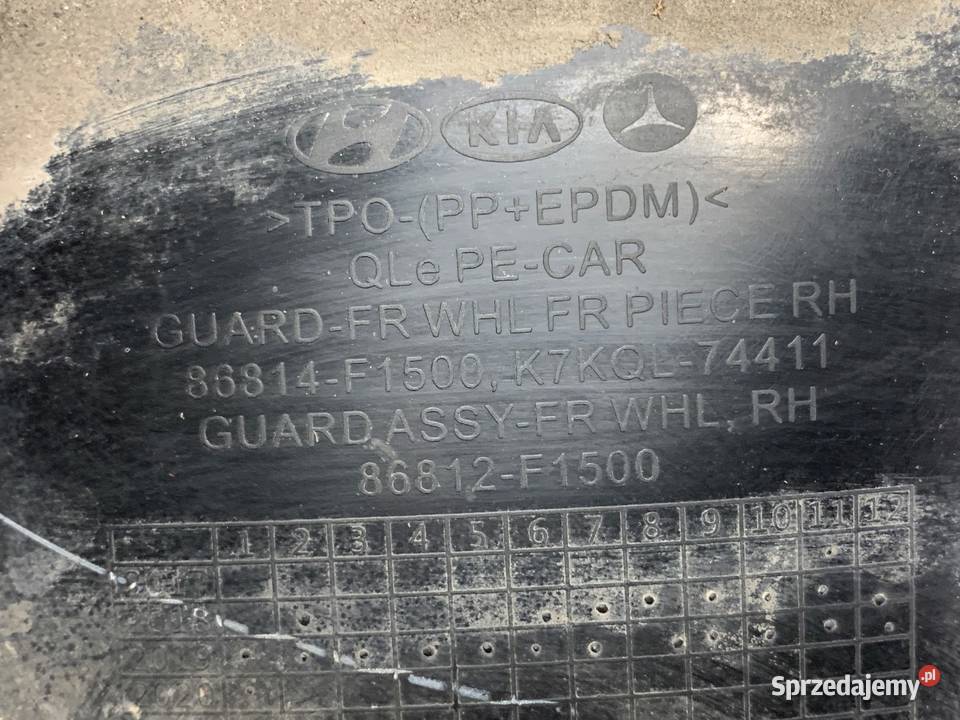 KIA
>TPO-(PP+EPDM)<
QLe PE-CAR
GUARD-FR WHL FR PIECE RH
86814-F1500, K7KQL-74411
GUARD ASSY-FR WHL, RH
86812-F1500
1 2 3 4 5 6 7 8 9 10 11 12
2020
Sprzedajemy.pl